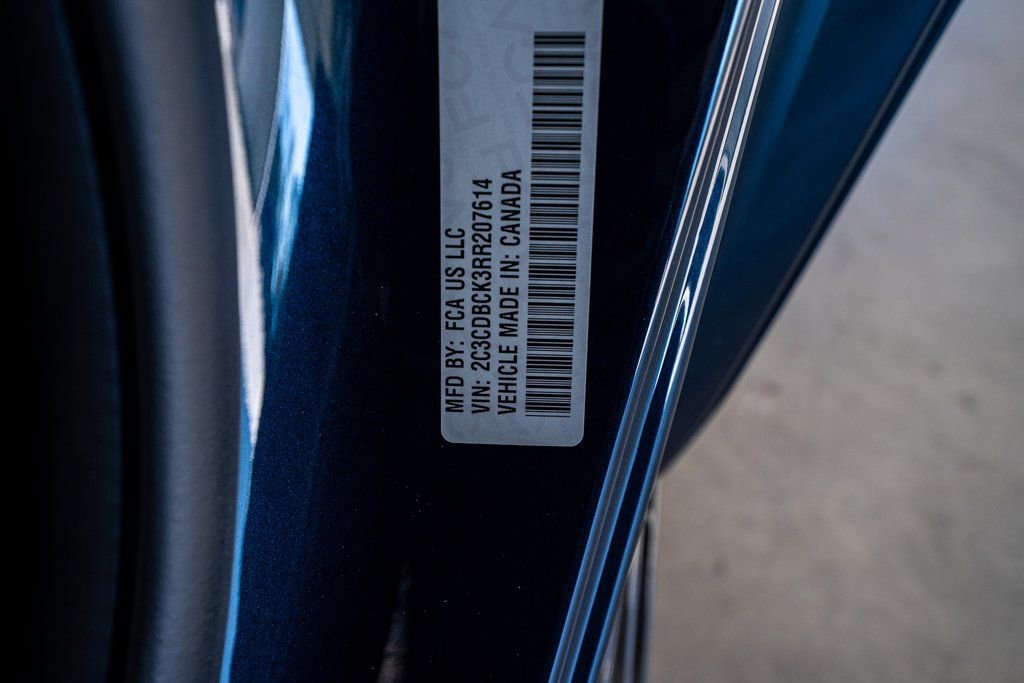 MFD BY: FCA US LLC
VIN: 2C3CDBCK3RR207614
VEHICLE MADE IN: CANADA